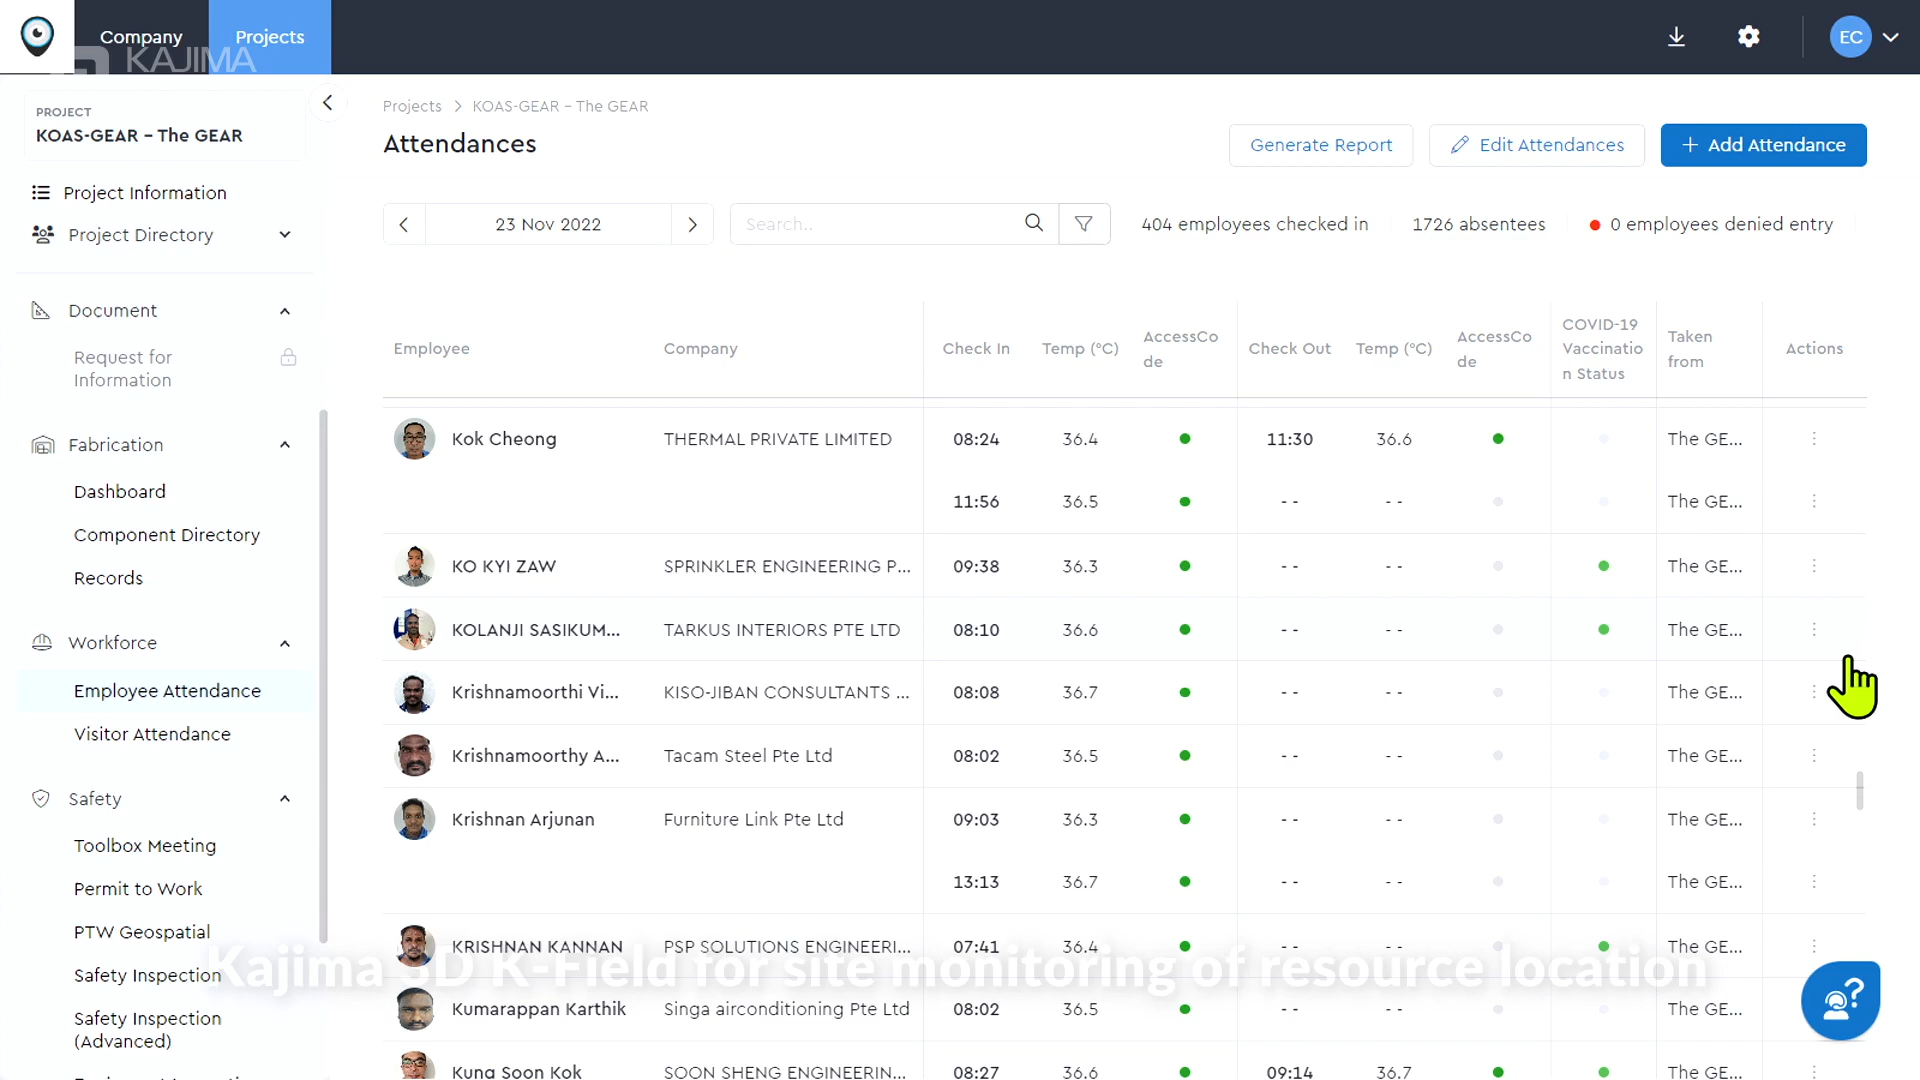 Company
Projects
KAJIMA
EC
PROJECT
KOAS-GEAR – The GEAR
Project Information
Project Directory
Document
Request for
Information
Fabrication
Dashboard
Component Directory
Records
Workforce
Employee Attendance
Visitor Attendance
Safety
Toolbox Meeting
Permit to Work
PTW Geospatial
Safety Inspection
Safety Inspection
(Advanced)
Projects > KOAS-GEAR – The GEAR
Attendances
Generate Report
Edit Attendances
+ Add Attendance
23 Nov 2022
Search..
404 employees checked in
1726 absentees
0 employees denied entry
Employee
Company
Check In
Temp (°C)
AccessCo
de
Check Out
Temp (°C)
AccessCo
de
COVID-19
Vaccinatio
n Status
Taken
from
Actions
Kok Cheong THERMAL PRIVATE LIMITED 08:24 36.4 11:30 36.6 The GE...
11:56 36.5 - - - - The GE...
KO KYI ZAW SPRINKLER ENGINEERING P... 09:38 36.3 - - - - The GE...
KOLANJI SASIKUM... TARKUS INTERIORS PTE LTD 08:10 36.6 - - - - The GE...
Krishnamoorthi Vi... KISO-JIBAN CONSULTANTS ... 08:08 36.7 - - - - The GE...
Krishnamoorthy A... Tacam Steel Pte Ltd 08:02 36.5 - - - - The GE...
Krishnan Arjunan Furniture Link Pte Ltd 09:03 36.3 - - - - The GE...
13:13 36.7 - - - - The GE...
KRISHNAN KANNAN PSP SOLUTIONS ENGINEERI... 07:41 36.4 - - - - The GE...
Kajima 3D K-Field for site monitoring of resource location
Kumarappan Karthik Singa airconditioning Pte Ltd 08:02 36.5 - - - - The GE...
Kung Soon Kok SOON SHENG ENGINEERIN... 08:27 36.6 09:14 36.7 The GE...